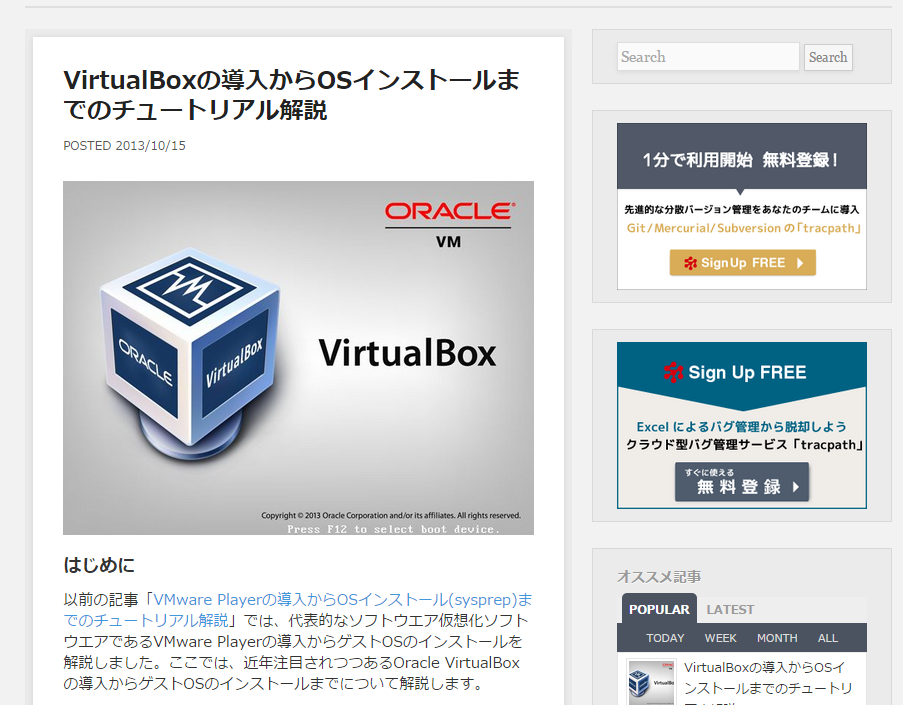 VirtualBoxの導入からOSインストールま
でのチュートリアル解説
POSTED 2013/10/15
ORACLE
VM
VirtualBox
ORACLE
VirtualBox
Copyright © 2013 Oracle Corporation and/or its affiliates. All rights reserved.
Press F12 to select boot device.
はじめに
以前の記事「VMware Playerの導入からOSインストール(sysprep)ま
でのチュートリアル解説」では、代表的なソフトウエア仮想化ソフト
ウエアであるVMware Playerの導入からゲストOSのインストールを
解説しました。ここでは、近年注目されつつあるOracle VirtualBox
の導入からゲストOSのインストールまでについて解説します。
Search
Search
1分で利用開始 無料登録！
先進的な分散バージョン管理をあなたのチームに導入
Git/Mercurial/Subversionの「tracpath」
SignUp FREE
Sign Up FREE
Excel によるバグ管理から脱却しよう
クラウド型バグ管理サービス「tracpath」
すぐに使える
無料登録
オススメ記事
POPULAR LATEST
TODAY WEEK MONTH ALL
VirtualBoxの導入からOSイ
ンストールまでのチュートリ